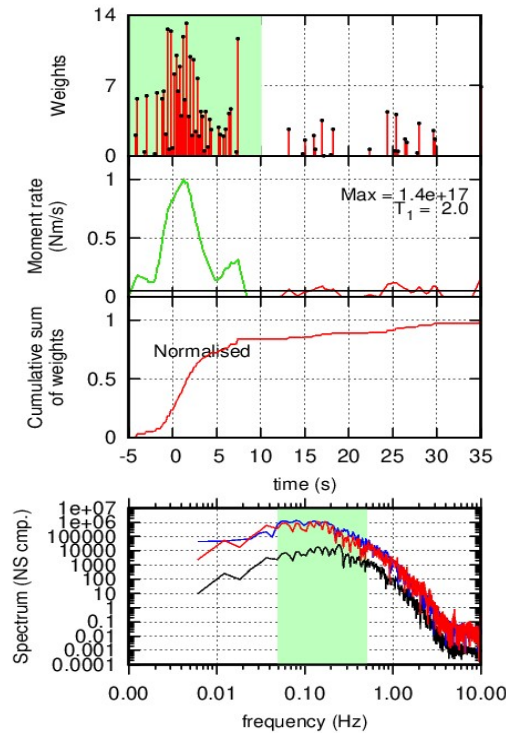 14
7
0
Weights
1
0.5
0
Moment rate
(Nm/s)
Max = 1.4e+17
T1 = 2.0
1
0.5
0
Cumulative sum
of weights
Normalised
-5 0 5 10 15 20 25 30 35
time (s)
1e+07
1e+06
100000
10000
1000
100
10
1
0.1
0.01
0.001
0.0001
Spectrum (NS cmp.)
0.00 0.01 0.10 1.00 10.00
frequency (Hz)